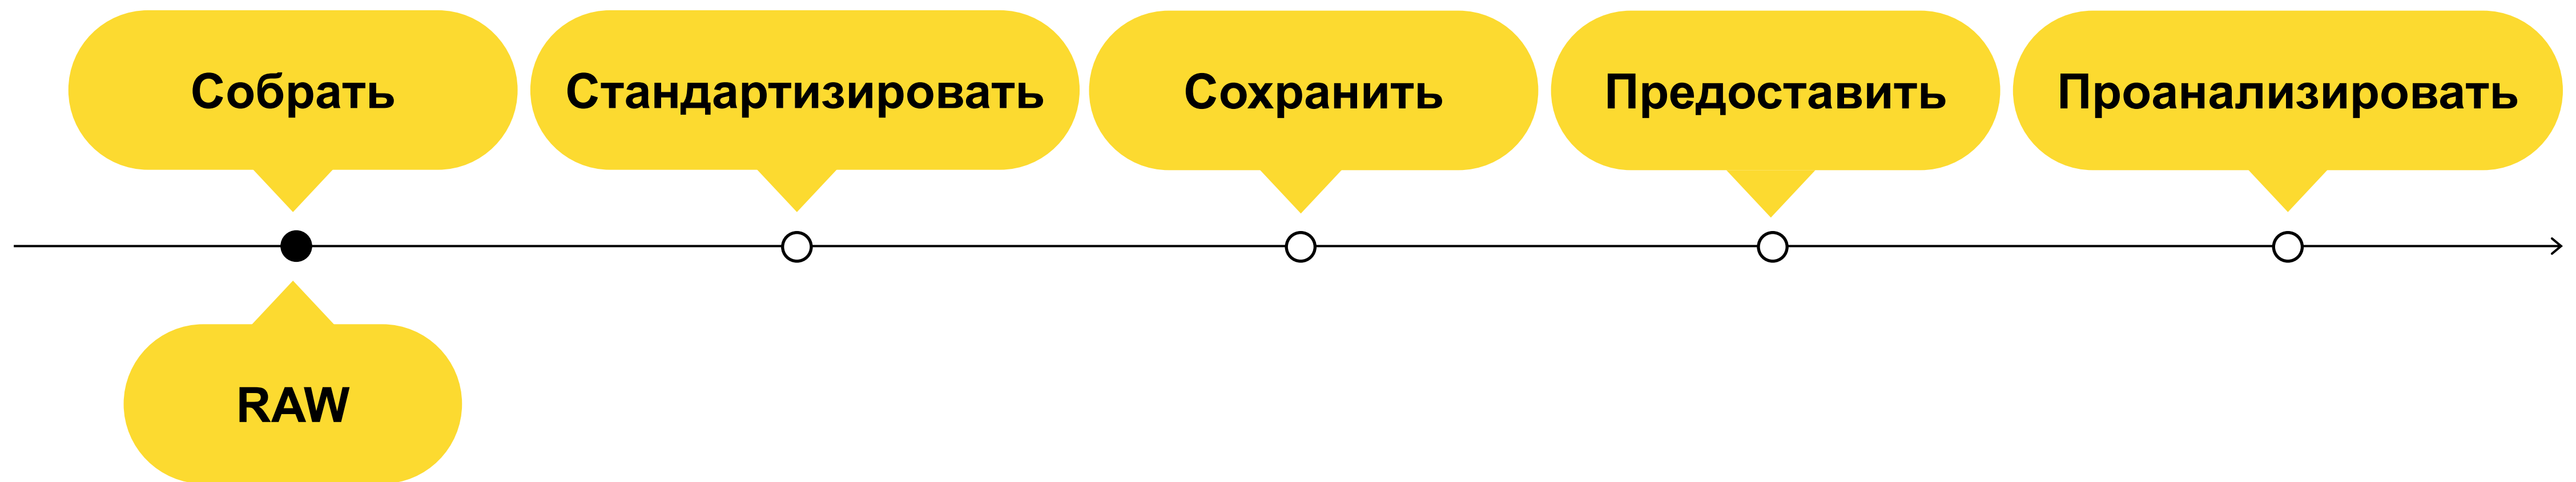 Собрать
Стандартизировать
Сохранить
Предоставить
Проанализировать
RAW